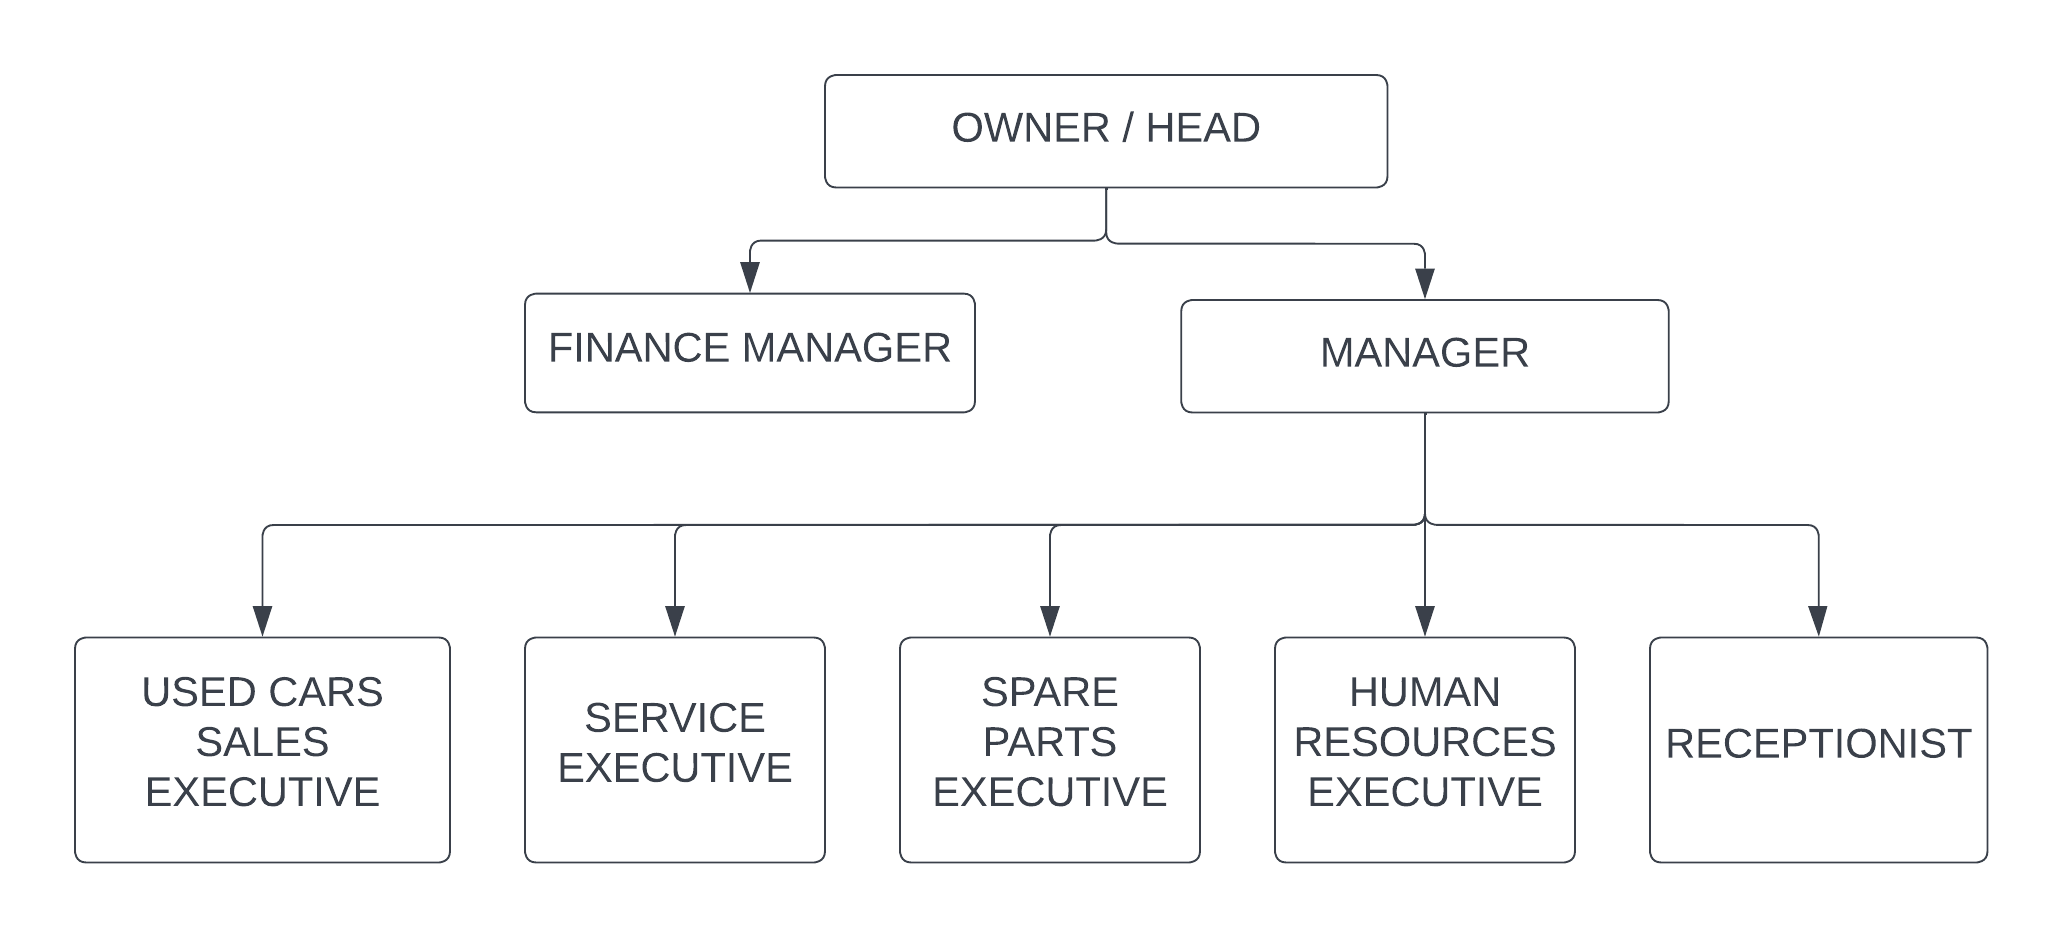 OWNER / HEAD
FINANCE MANAGER
MANAGER
USED CARS
SALES
EXECUTIVE
SERVICE
EXECUTIVE
SPARE
PARTS
EXECUTIVE
HUMAN
RESOURCES
EXECUTIVE
RECEPTIONIST